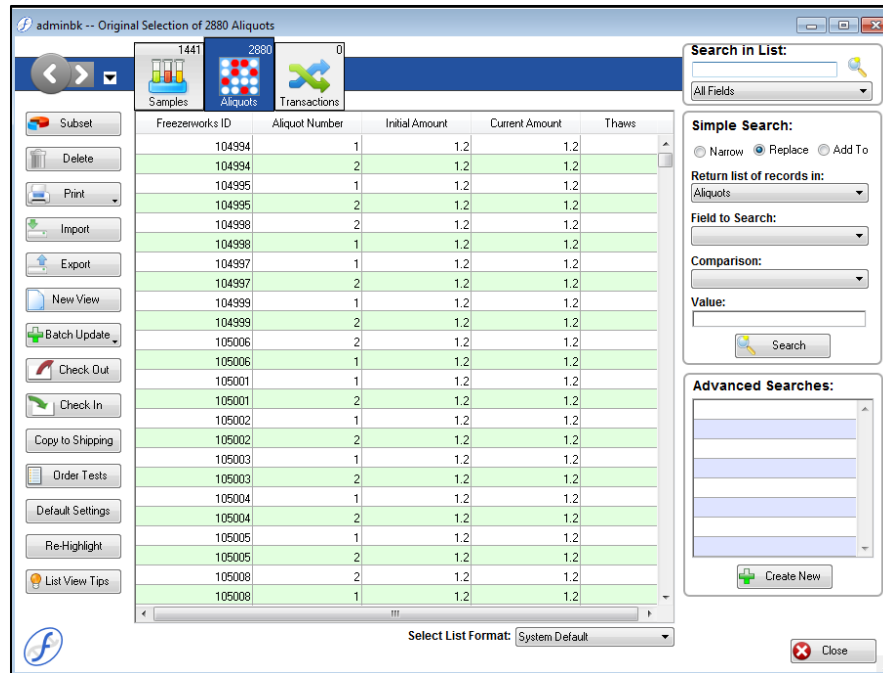 adminbk -- Original Selection of 2880 Aliquots
1441 2880 0
Samples Aliquots Transactions
Search in List:
All Fields
Subset
Delete
Print
Import
Export
New View
Batch Update
Check Out
Check In
Copy to Shipping
Order Tests
Default Settings
Re-Highlight
List View Tips
Freezerworks ID Aliquot Number Initial Amount Current Amount Thaws
104994 1 1.2 1.2
104994 2 1.2 1.2
104995 1 1.2 1.2
104995 2 1.2 1.2
104998 2 1.2 1.2
104998 1 1.2 1.2
104997 1 1.2 1.2
104997 2 1.2 1.2
104999 1 1.2 1.2
104999 2 1.2 1.2
105006 2 1.2 1.2
105006 1 1.2 1.2
105001 1 1.2 1.2
105001 2 1.2 1.2
105002 1 1.2 1.2
105002 2 1.2 1.2
105003 1 1.2 1.2
105003 2 1.2 1.2
105004 1 1.2 1.2
105004 2 1.2 1.2
105005 1 1.2 1.2
105005 2 1.2 1.2
105008 2 1.2 1.2
105008 1 1.2 1.2
Select List Format: System Default
Simple Search:
Narrow Replace Add To
Return list of records in:
Aliquots
Field to Search:
Comparison:
Value:
Search
Advanced Searches:
Create New
Close